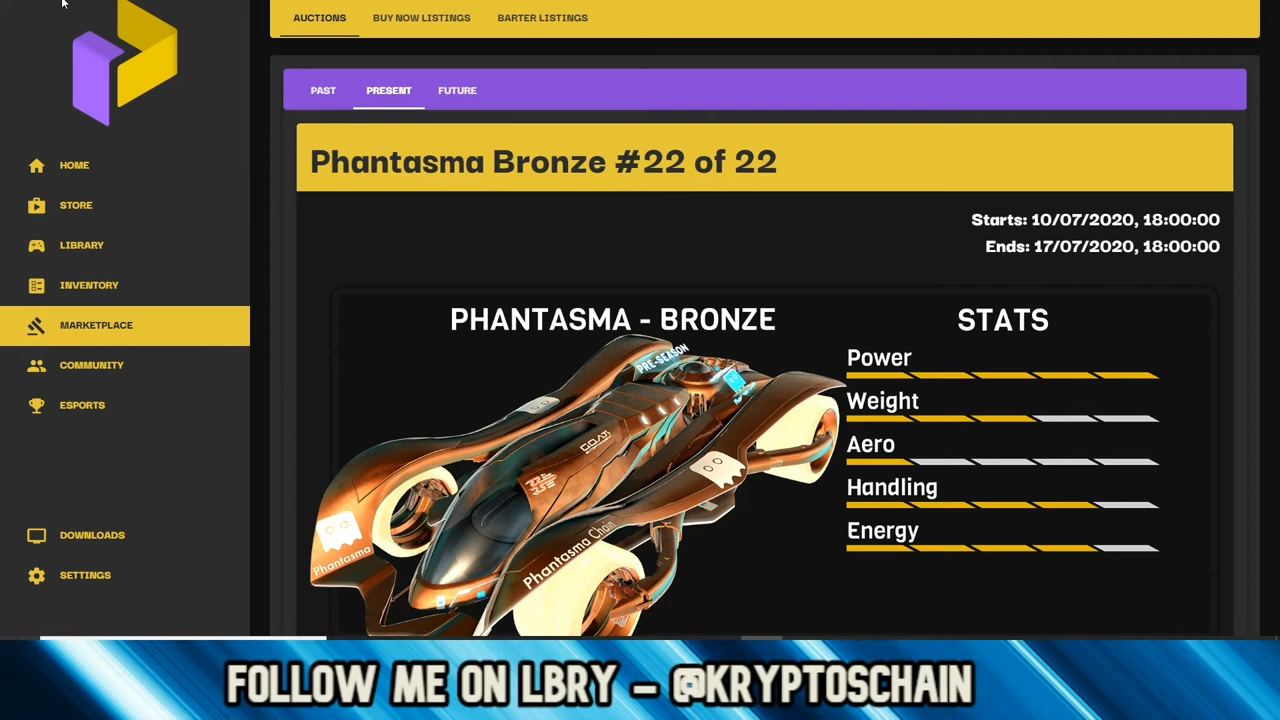 AUCTIONS BUY NOW LISTINGS BARTER LISTINGS
PAST PRESENT FUTURE
HOME
STORE
LIBRARY
INVENTORY
MARKETPLACE
COMMUNITY
ESPORTS
DOWNLOADS
SETTINGS
Phantasma Bronze #22 of 22
Starts: 10/07/2020, 18:00:00
Ends: 17/07/2020, 18:00:00
PHANTASMA - BRONZE
PRE-SEASON
G.O.A.T
Phantasma
Phantasma Chain
STATS
Power
Weight
Aero
Handling
Energy
FOLLOW ME ON LBRY - @KRYPTOSCHAIN